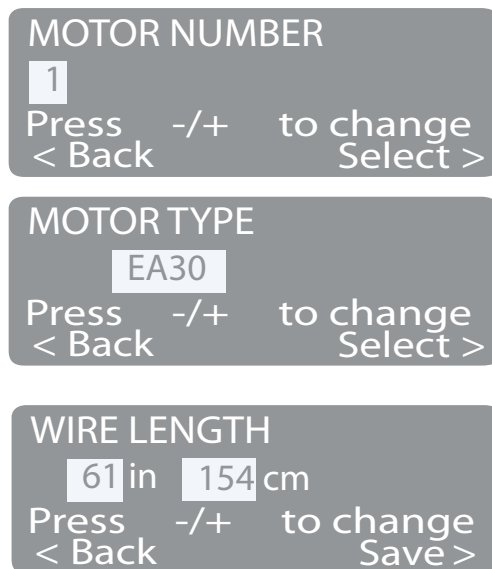 MOTOR NUMBER
1
Press -/+ to change
< Back Select >
MOTOR TYPE
EA30
Press -/+ to change
< Back Select >
WIRE LENGTH
61 in 154 cm
Press -/+ to change
< Back Save >